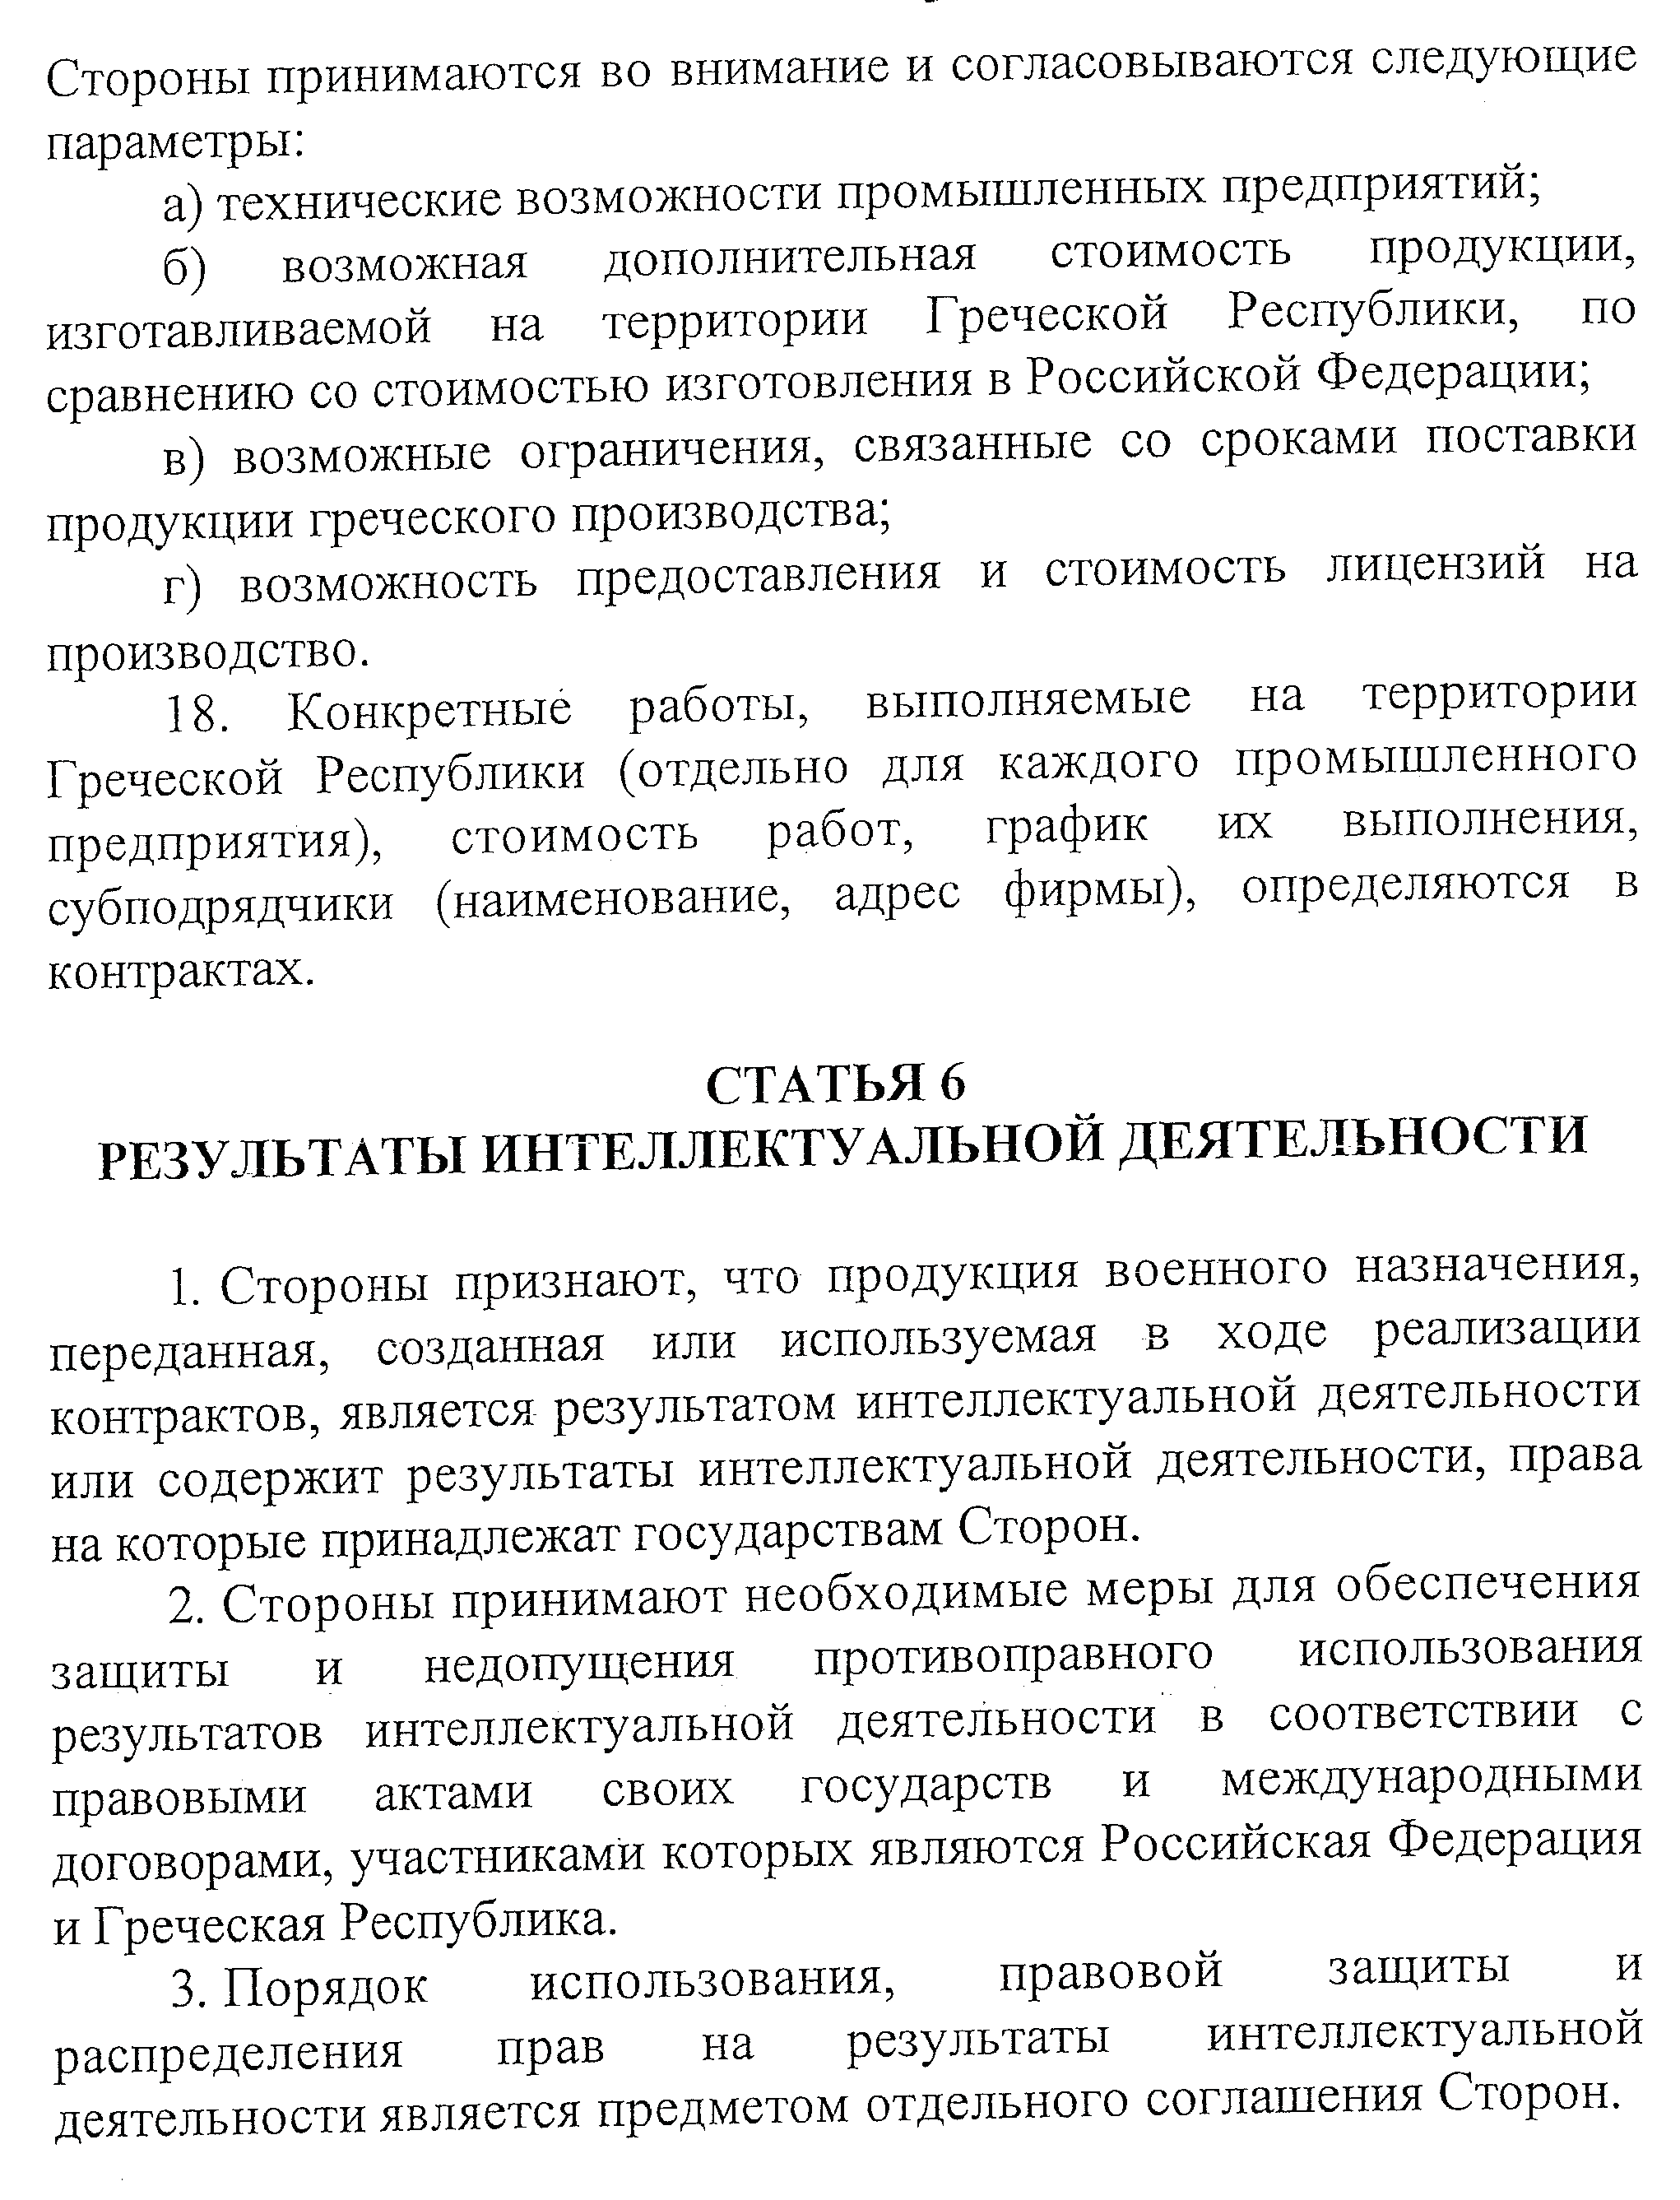 Стороны принимаются во внимание и согласовываются следующие
параметры:
а) технические возможности промышленных предприятий;
б) возможная дополнительная стоимость продукции,
изготавливаемой на территории Греческой Республики, по
сравнению со стоимостью изготовления в Российской Федерации;
в) возможные ограничения, связанные со сроками поставки
продукции греческого производства;
г) возможность предоставления и стоимость лицензий на
производство.
18. Конкретные работы, выполняемые на территории
Греческой Республики (отдельно для каждого промышленного
предприятия), стоимость работ, график их выполнения,
субподрядчики (наименование, адрес фирмы), определяются в
контрактах.
СТАТЬЯ 6
РЕЗУЛЬТАТЫ ИНТЕЛЛЕКТУАЛЬНОЙ ДЕЯТЕЛЬНОСТИ
1. Стороны признают, что продукция военного назначения,
переданная, созданная или используемая в ходе реализации
контрактов, является результатом интеллектуальной деятельности
или содержит результаты интеллектуальной деятельности, права
на которые принадлежат государствам Сторон.
2. Стороны принимают необходимые меры для обеспечения
защиты и недопущения противоправного использования
результатов интеллектуальной деятельности в соответствии с
правовыми актами своих государств и международными
договорами, участниками которых являются Российская Федерация
и Греческая Республика.
3. Порядок использования, правовой защиты и
распределения прав на результаты интеллектуальной
деятельности является предметом отдельного соглашения Сторон.